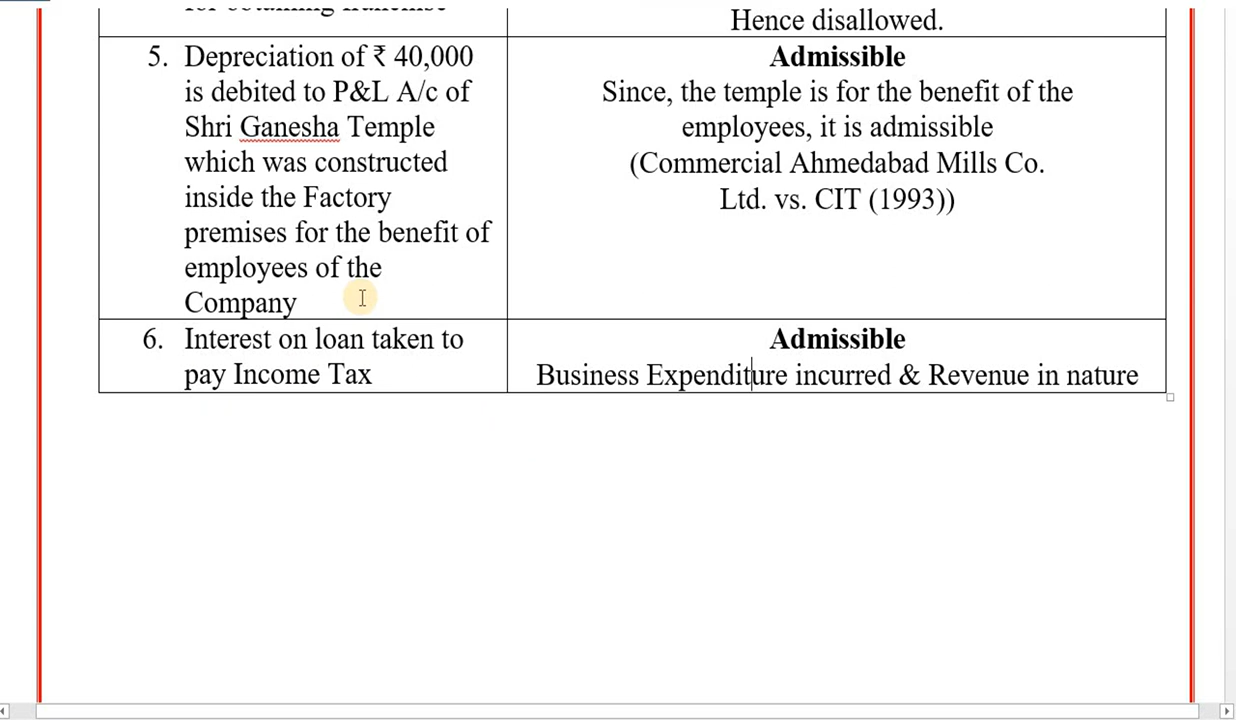 for obtaining franchise
Hence disallowed.
5. Depreciation of ₹ 40,000
is debited to P&L A/c of
Shri Ganesha Temple
which was constructed
inside the Factory
premises for the benefit of
employees of the
Company
Admissible
Since, the temple is for the benefit of the
employees, it is admissible
(Commercial Ahmedabad Mills Co.
Ltd. vs. CIT (1993))
6. Interest on loan taken to
pay Income Tax
Admissible
Business Expenditure incurred & Revenue in nature